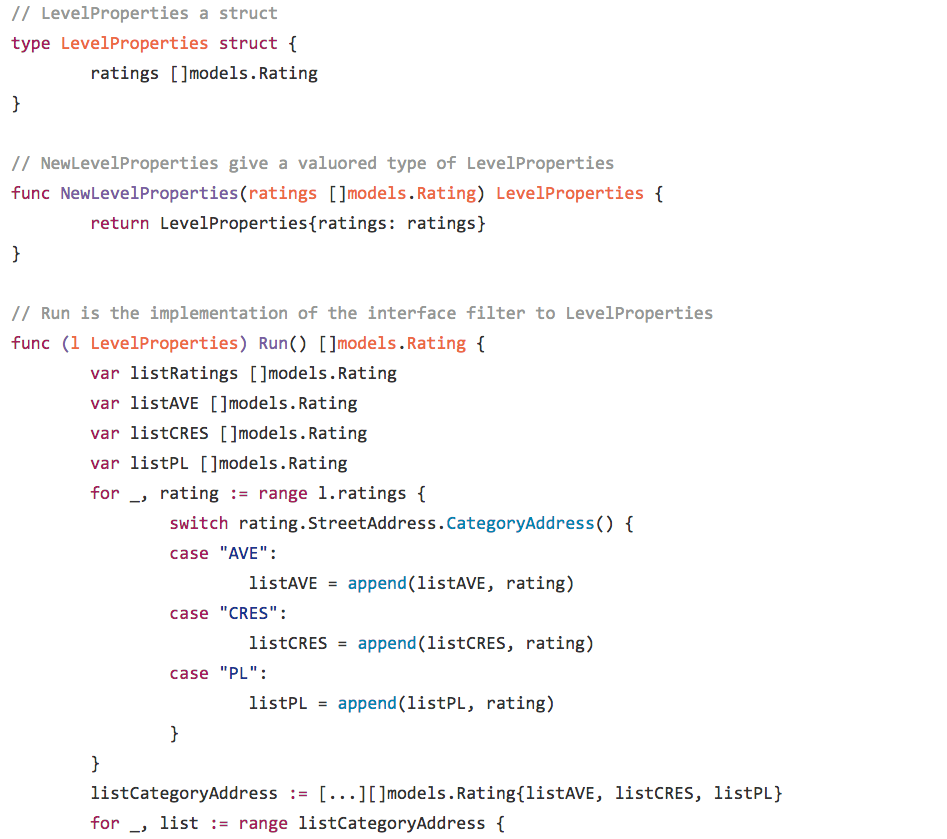 // LevelProperties a struct
type LevelProperties struct {
        ratings []models.Rating
}

// NewLevelProperties give a valuored type of LevelProperties
func NewLevelProperties(ratings []models.Rating) LevelProperties {
        return LevelProperties{ratings: ratings}
}

// Run is the implementation of the interface filter to LevelProperties
func (l LevelProperties) Run() []models.Rating {
        var listRatings []models.Rating
        var listAVE []models.Rating
        var listCRES []models.Rating
        var listPL []models.Rating
        for _, rating := range l.ratings {
                switch rating.StreetAddress.CategoryAddress() {
                case "AVE":
                        listAVE = append(listAVE, rating)
                case "CRES":
                        listCRES = append(listCRES, rating)
                case "PL":
                        listPL = append(listPL, rating)
                }
        }
        listCategoryAddress := [...][]models.Rating{listAVE, listCRES, listPL}
        for _, list := range listCategoryAddress {